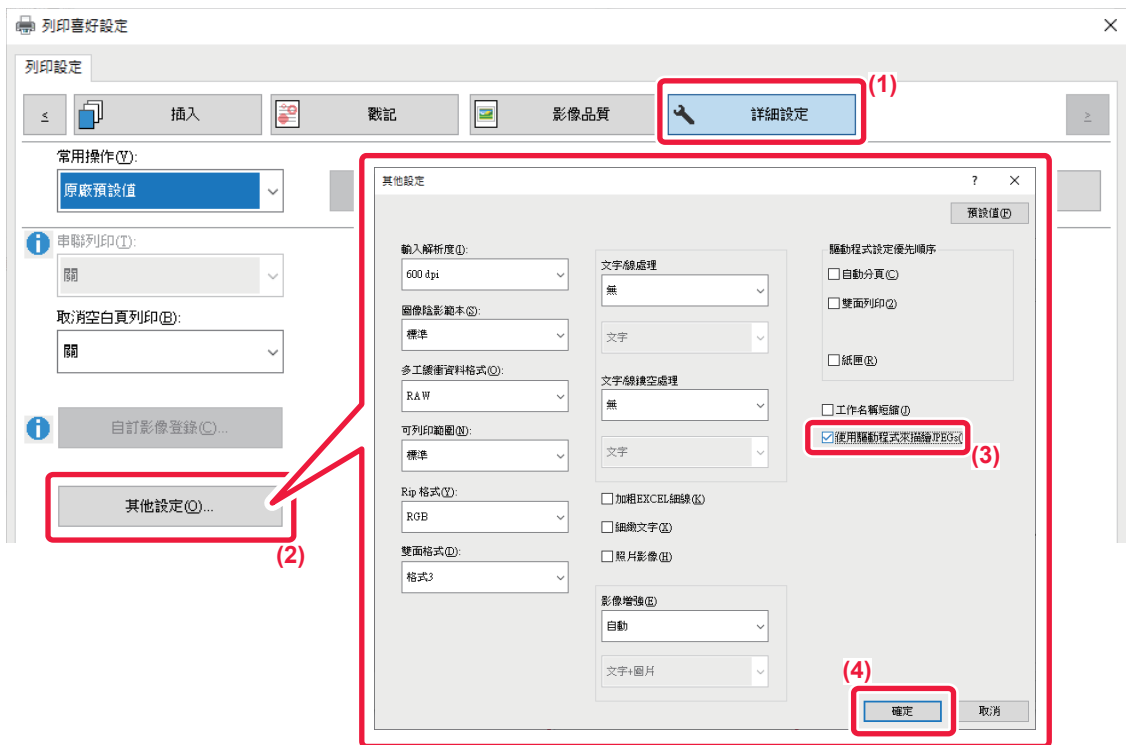 列印喜好設定
列印設定
插入
戳記
影像品質
詳細設定
(1)
常用操作(V):
原廠預設值
串聯列印(T):
關
取消空白頁列印(B):
關
自訂影像登錄(C)...
其他設定(O)...
(2)
其他設定
?
預設值(F)
輸入解析度(I):
600 dpi
圖像陰影範本(S):
標準
多工緩衝資料格式(O):
RAW
可列印範圍(N):
標準
Rip 格式(Y):
RGB
雙面格式(D):
格式3
文字/線處理
無
文字
文字/線鏤空處理
無
文字
加粗EXCEL細線(K)
細緻文字(X)
照片影像(H)
影像增強(E)
自動
文字+圖片
驅動程式設定優先順序
自動分頁(C)
雙面列印(2)
紙匣(R)
工作名稱短縮(J)
使用驅動程式來描繪JPEGs(
(3)
(4)
確定
取消